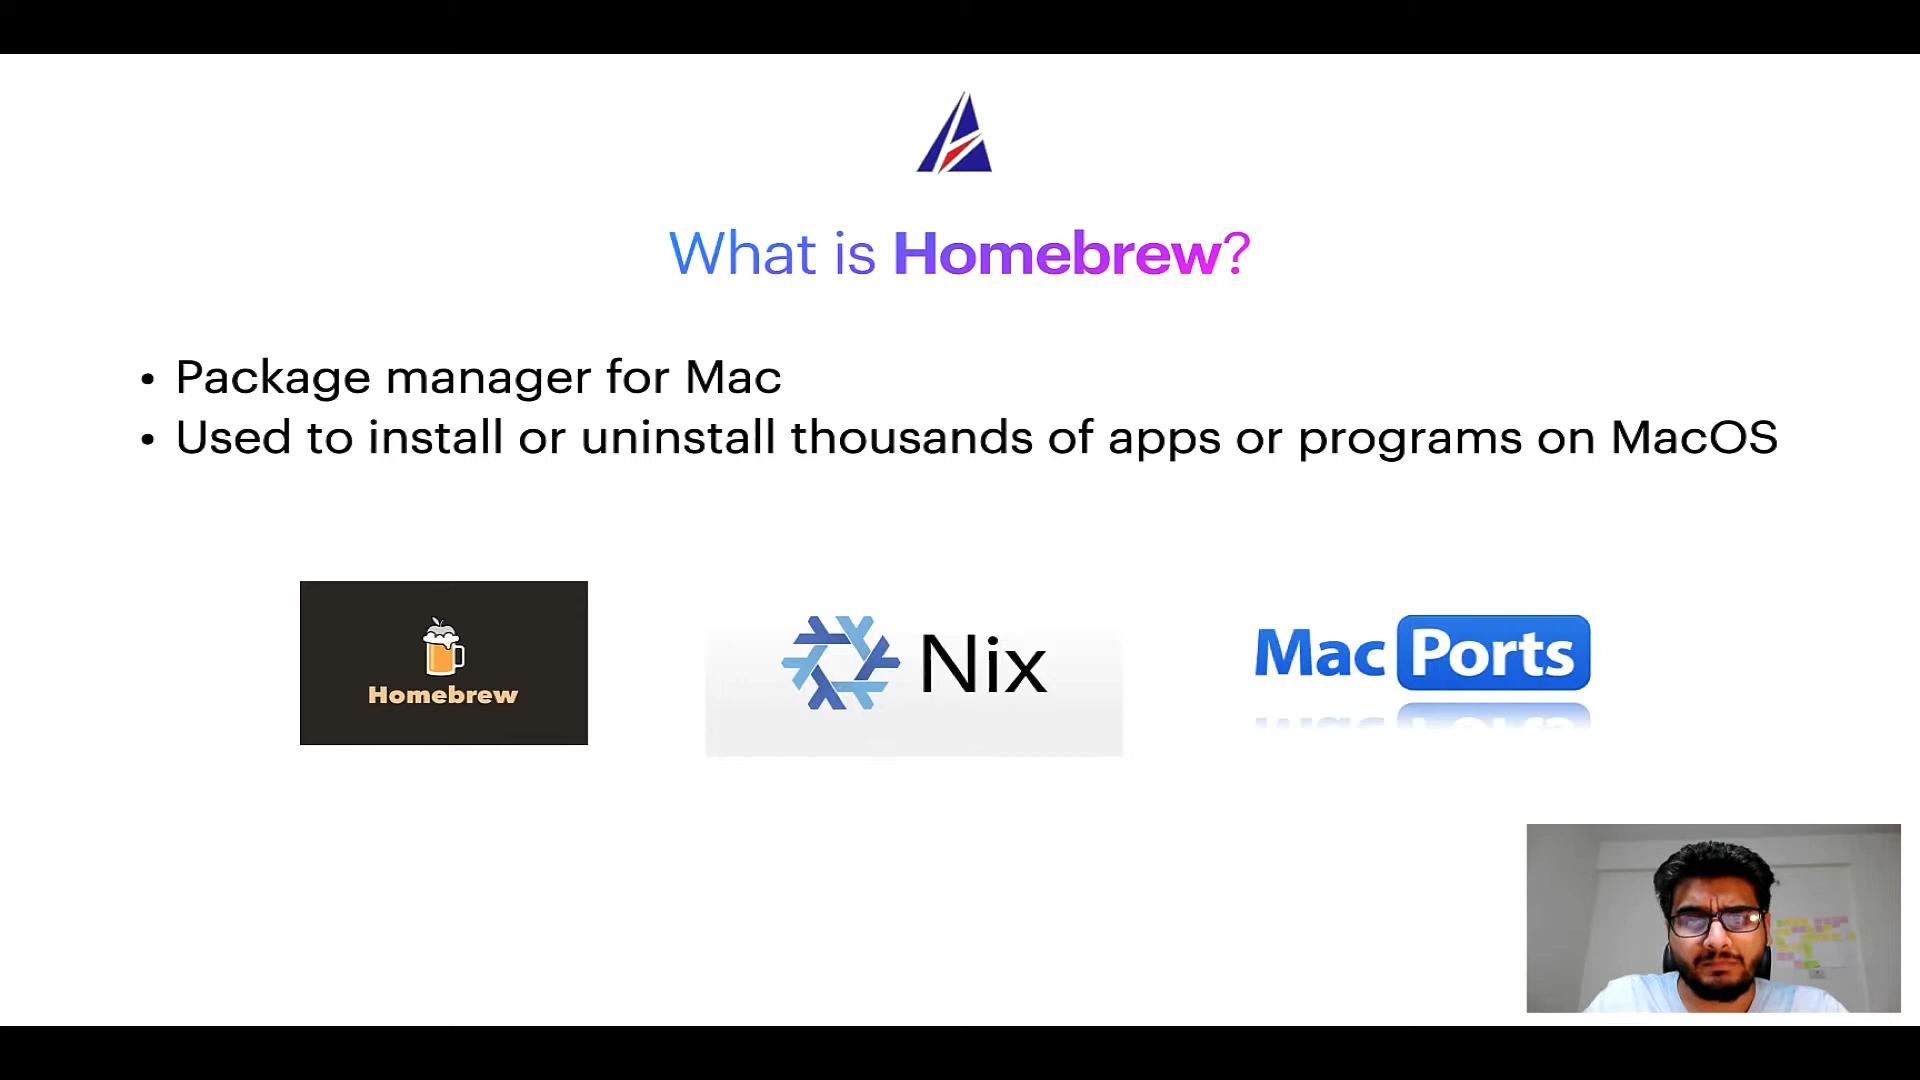 What is Homebrew?
• Package manager for Mac
• Used to install or uninstall thousands of apps or programs on MacOS
Homebrew
Nix
Mac Ports